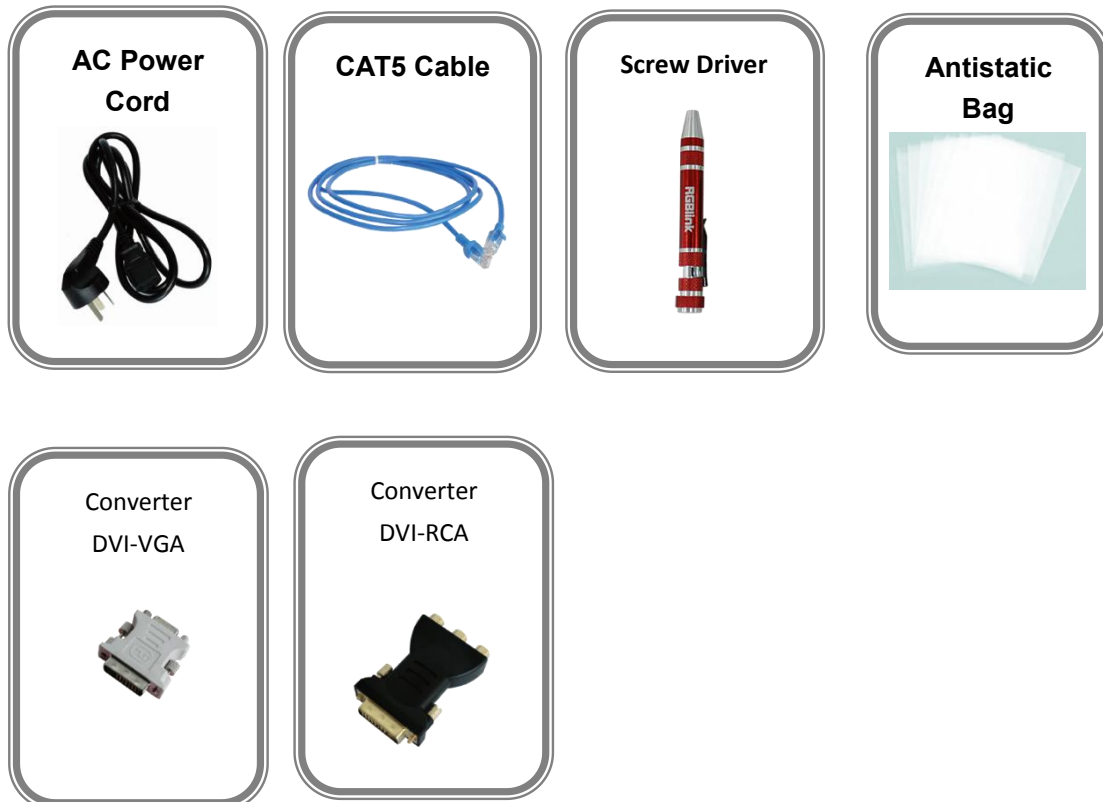 AC Power
Cord
CAT5 Cable
Screw Driver
RGBlink
Antistatic
Bag
Converter
DVI-VGA
Converter
DVI-RCA